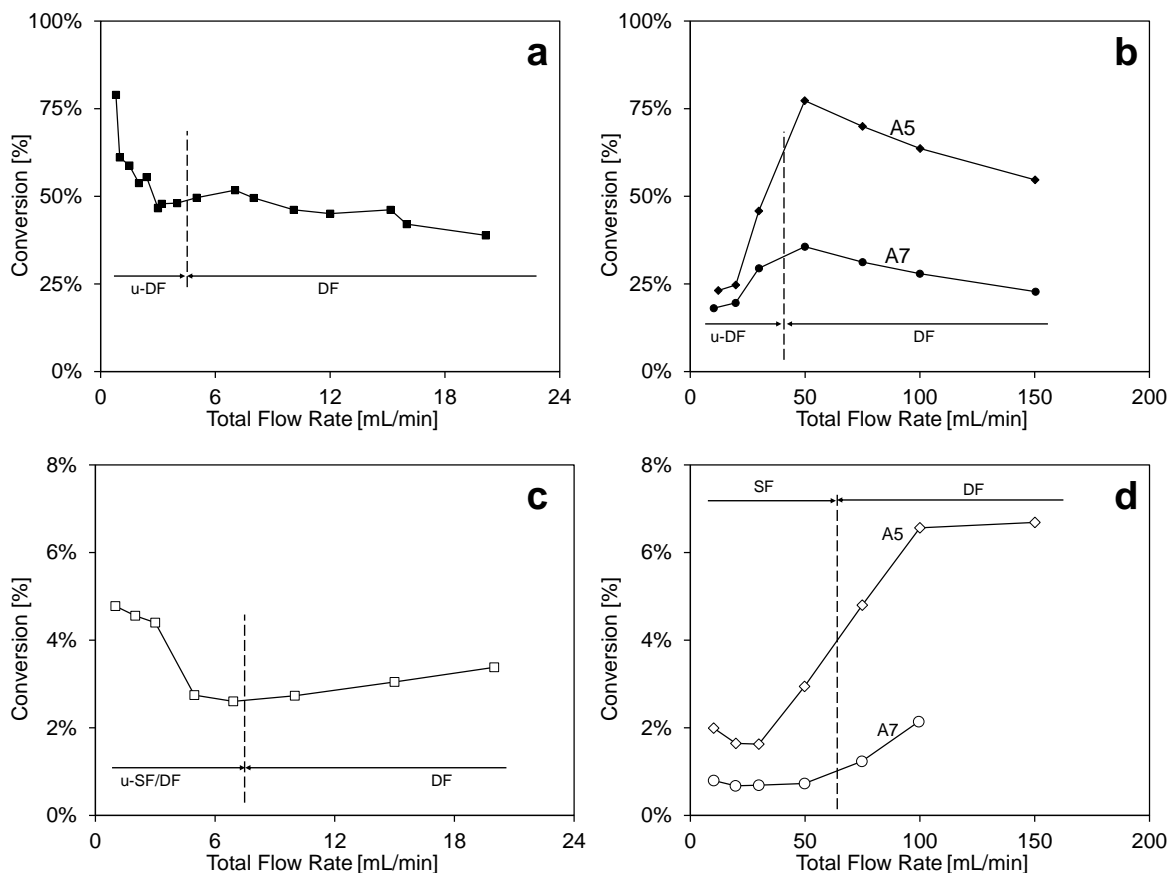 a
100%
75%
50%
25%
0%
Conversion [%]
u-DF
DF
0 6 12 18 24
Total Flow Rate [mL/min]
b
100%
75%
50%
25%
0%
Conversion [%]
A5
A7
u-DF
DF
0 50 100 150 200
Total Flow Rate [mL/min]
c
8%
6%
4%
2%
0%
Conversion [%]
u-SF/DF
DF
0 6 12 18 24
Total Flow Rate [mL/min]
d
8%
6%
4%
2%
0%
Conversion [%]
SF
DF
A5
A7
0 50 100 150 200
Total Flow Rate [mL/min]